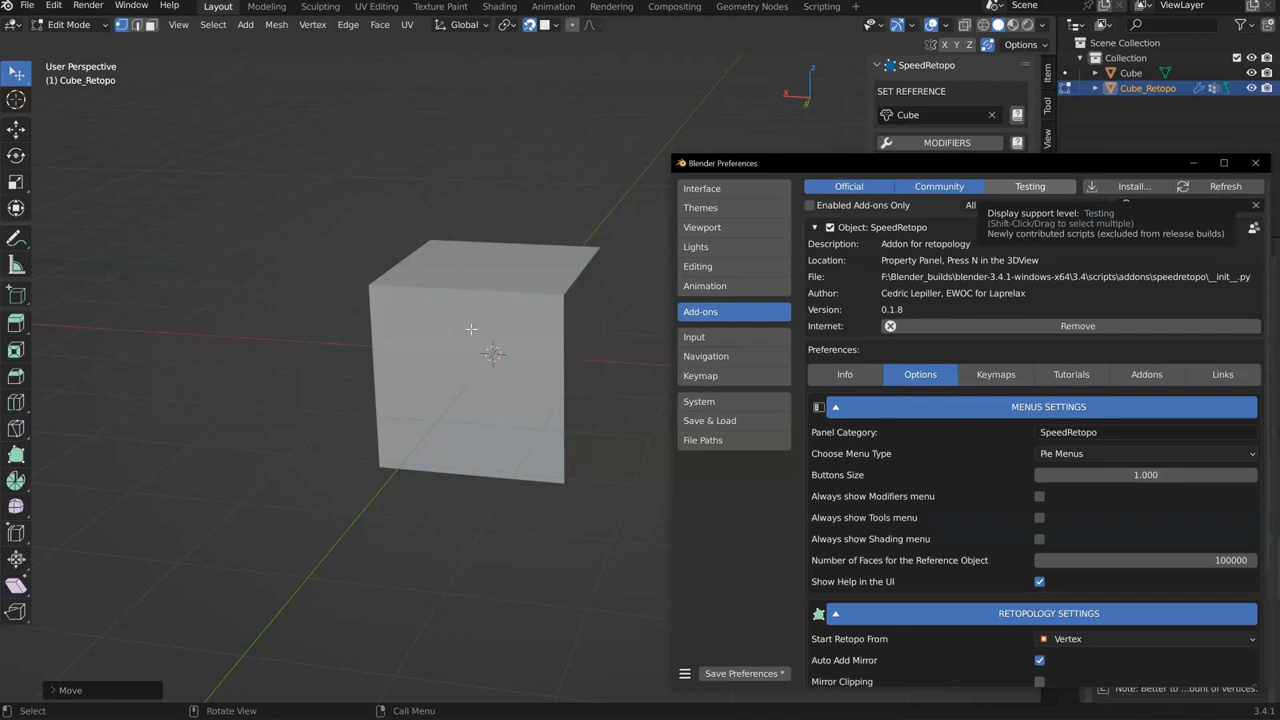 File Edit Render Window Help Layout Modeling Sculpting UV Editing Texture Paint Shading Animation Rendering Compositing Geometry Nodes Scripting + Scene ViewLayer
Edit Mode View Select Add Mesh Vertex Edge Face UV Global
X Y Z Options
User Perspective
(1) Cube_Retopo
Scene Collection
Collection
Cube
Cube_Retopo
SpeedRetopo
SET REFERENCE
Cube
MODIFIERS
Item
Tool
View
X
Z
Blender Preferences
Interface
Themes
Viewport
Lights
Editing
Animation
Add-ons
Input
Navigation
Keymap
System
Save & Load
File Paths
Save Preferences *
Official Community Testing Install... Refresh
Enabled Add-ons Only All
Display support level: Testing
(Shift-Click/Drag to select multiple)
Newly contributed scripts (excluded from release builds)
Object: SpeedRetopo
Description: Addon for retopology
Location: Property Panel, Press N in the 3DView
File: F:\Blender_builds\blender-3.4.1-windows-x64\3.4\scripts\addons\speedretopo\__init__.py
Author: Cedric Lepiller, EWOC for Laprelax
Version: 0.1.8
Internet: Remove
Preferences:
Info Options Keymaps Tutorials Addons Links
MENUS SETTINGS
Panel Category: SpeedRetopo
Choose Menu Type Pie Menus
Buttons Size 1.000
Always show Modifiers menu
Always show Tools menu
Always show Shading menu
Number of Faces for the Reference Object 100000
Show Help in the UI
RETOPOLOGY SETTINGS
Start Retopo From Vertex
Auto Add Mirror
Mirror Clipping
Note: Better to ...ount of vertices.
Move
Select Rotate View Call Menu 3.4.1